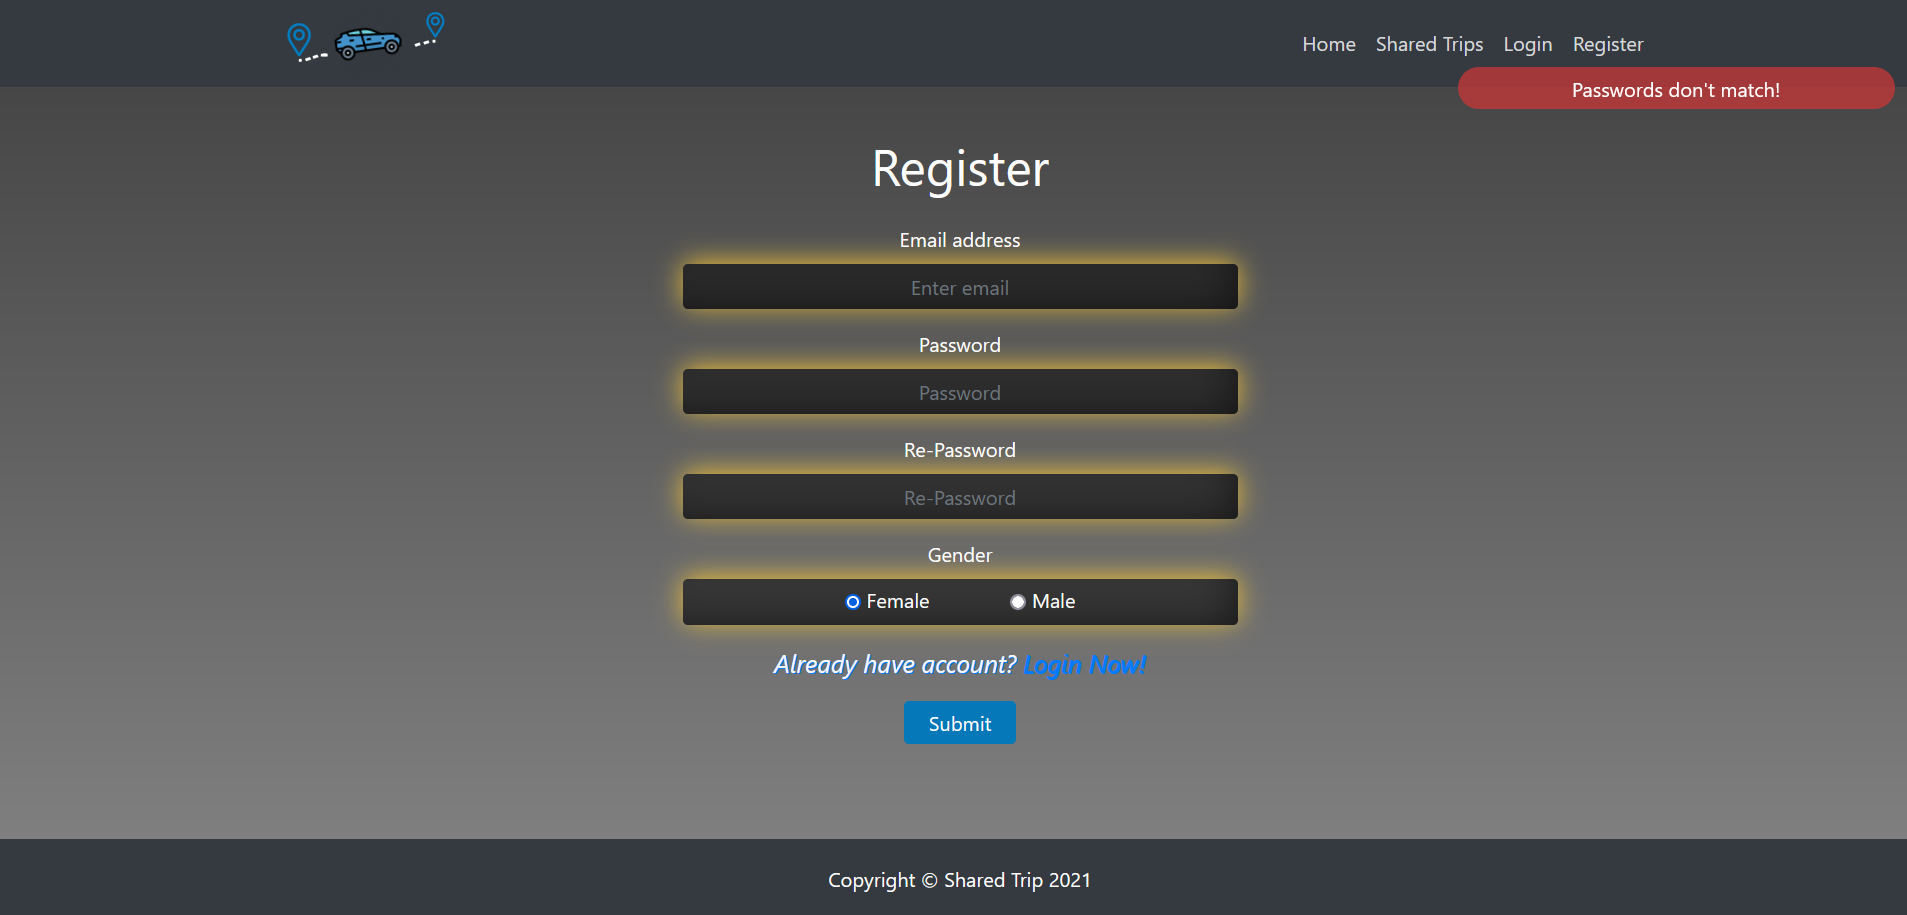 Home Shared Trips Login Register
Passwords don't match!
Register
Email address
Enter email
Password
Password
Re-Password
Re-Password
Gender
Female Male
Already have account? Login Now!
Submit
Copyright © Shared Trip 2021